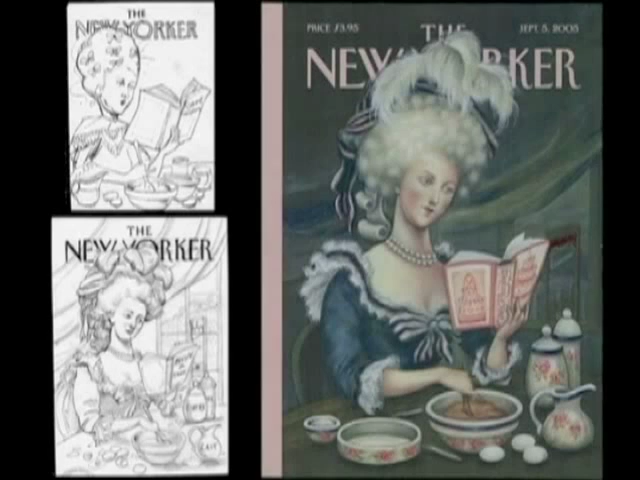 THE
NEW YORKER
THE
NEW YORKER
PRICE $3.95
THE
SEPT. 5, 2005
NEW YORKER